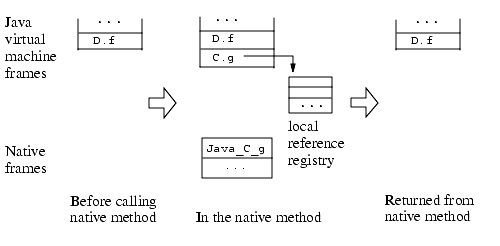 Java
virtual
machine
frames
...
D.f
...
D.f
C.g
...
local
reference
registry
...
D.f
Native
frames
Java_C_g
...
Before calling
native method
In the native method
Returned from
native method